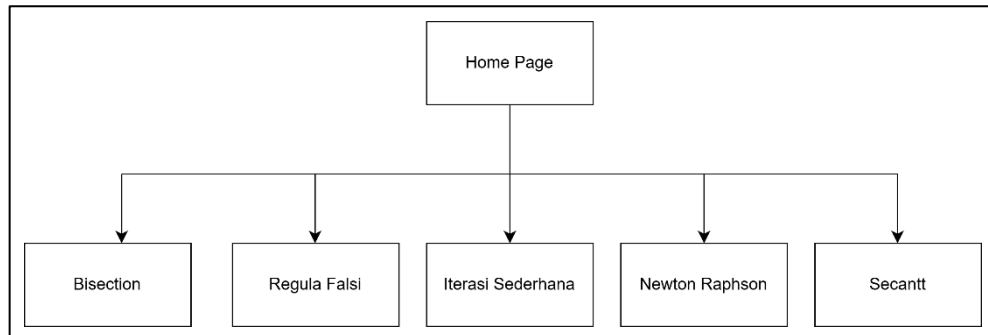 Home Page
Bisection
Regula Falsi
Iterasi Sederhana
Newton Raphson
Secantt